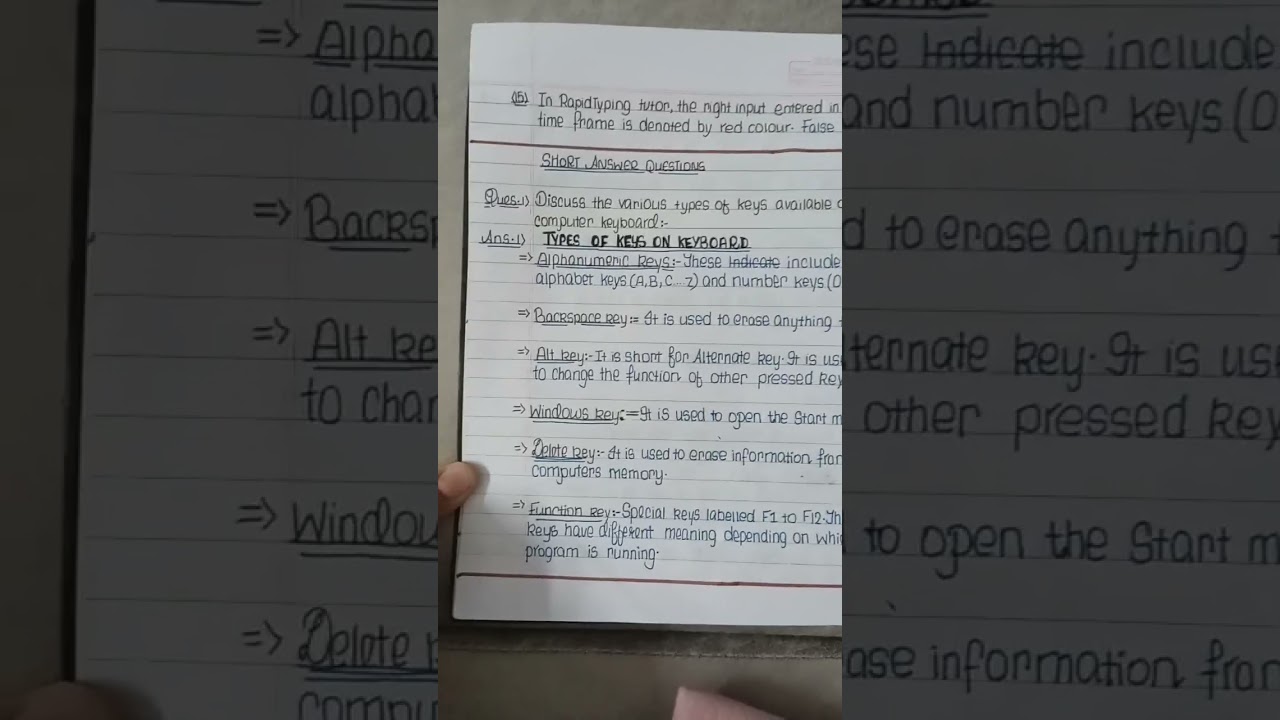 Q5) In RapidTyping tutor, the right input entered in
time frame is denoted by red colour. False
SHORT ANSWER QUESTIONS
Ques.1) Discuss the various types of keys available
computer keyboard:-
Ans.1) TYPES OF KEYS ON KEYBOARD
=> Alphanumeric keys:- These Indicate include
alphabet keys (A,B,C...Z) and number keys (0
=> Backspace key:= It is used to erase anything
=> Alt key:- It is short for Alternate key. It is us
to change the function of other pressed key
=> Windows key:= It is used to open the Start m
=> Delete key:- It is used to erase information from
computers memory.
=> Function key:- Special keys labelled F1 to F12. Th
keys have different meaning depending on whic
program is running.